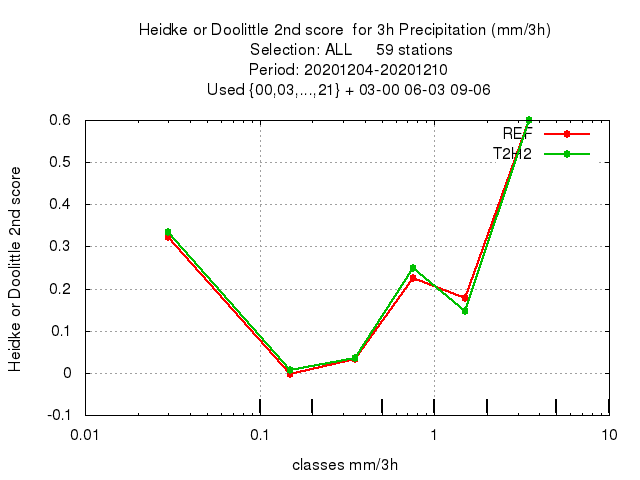 Heidke or Doolittle 2nd score  for 3h Precipitation (mm/3h)
Selection: ALL     59 stations
Period: 20201204-20201210
Used {00,03,...,21} + 03-00 06-03 09-06
REF
T2H2
0.6
0.5
0.4
0.3
0.2
0.1
0
-0.1
0.01
0.1
1
10
Heidke or Doolittle 2nd score
classes mm/3h